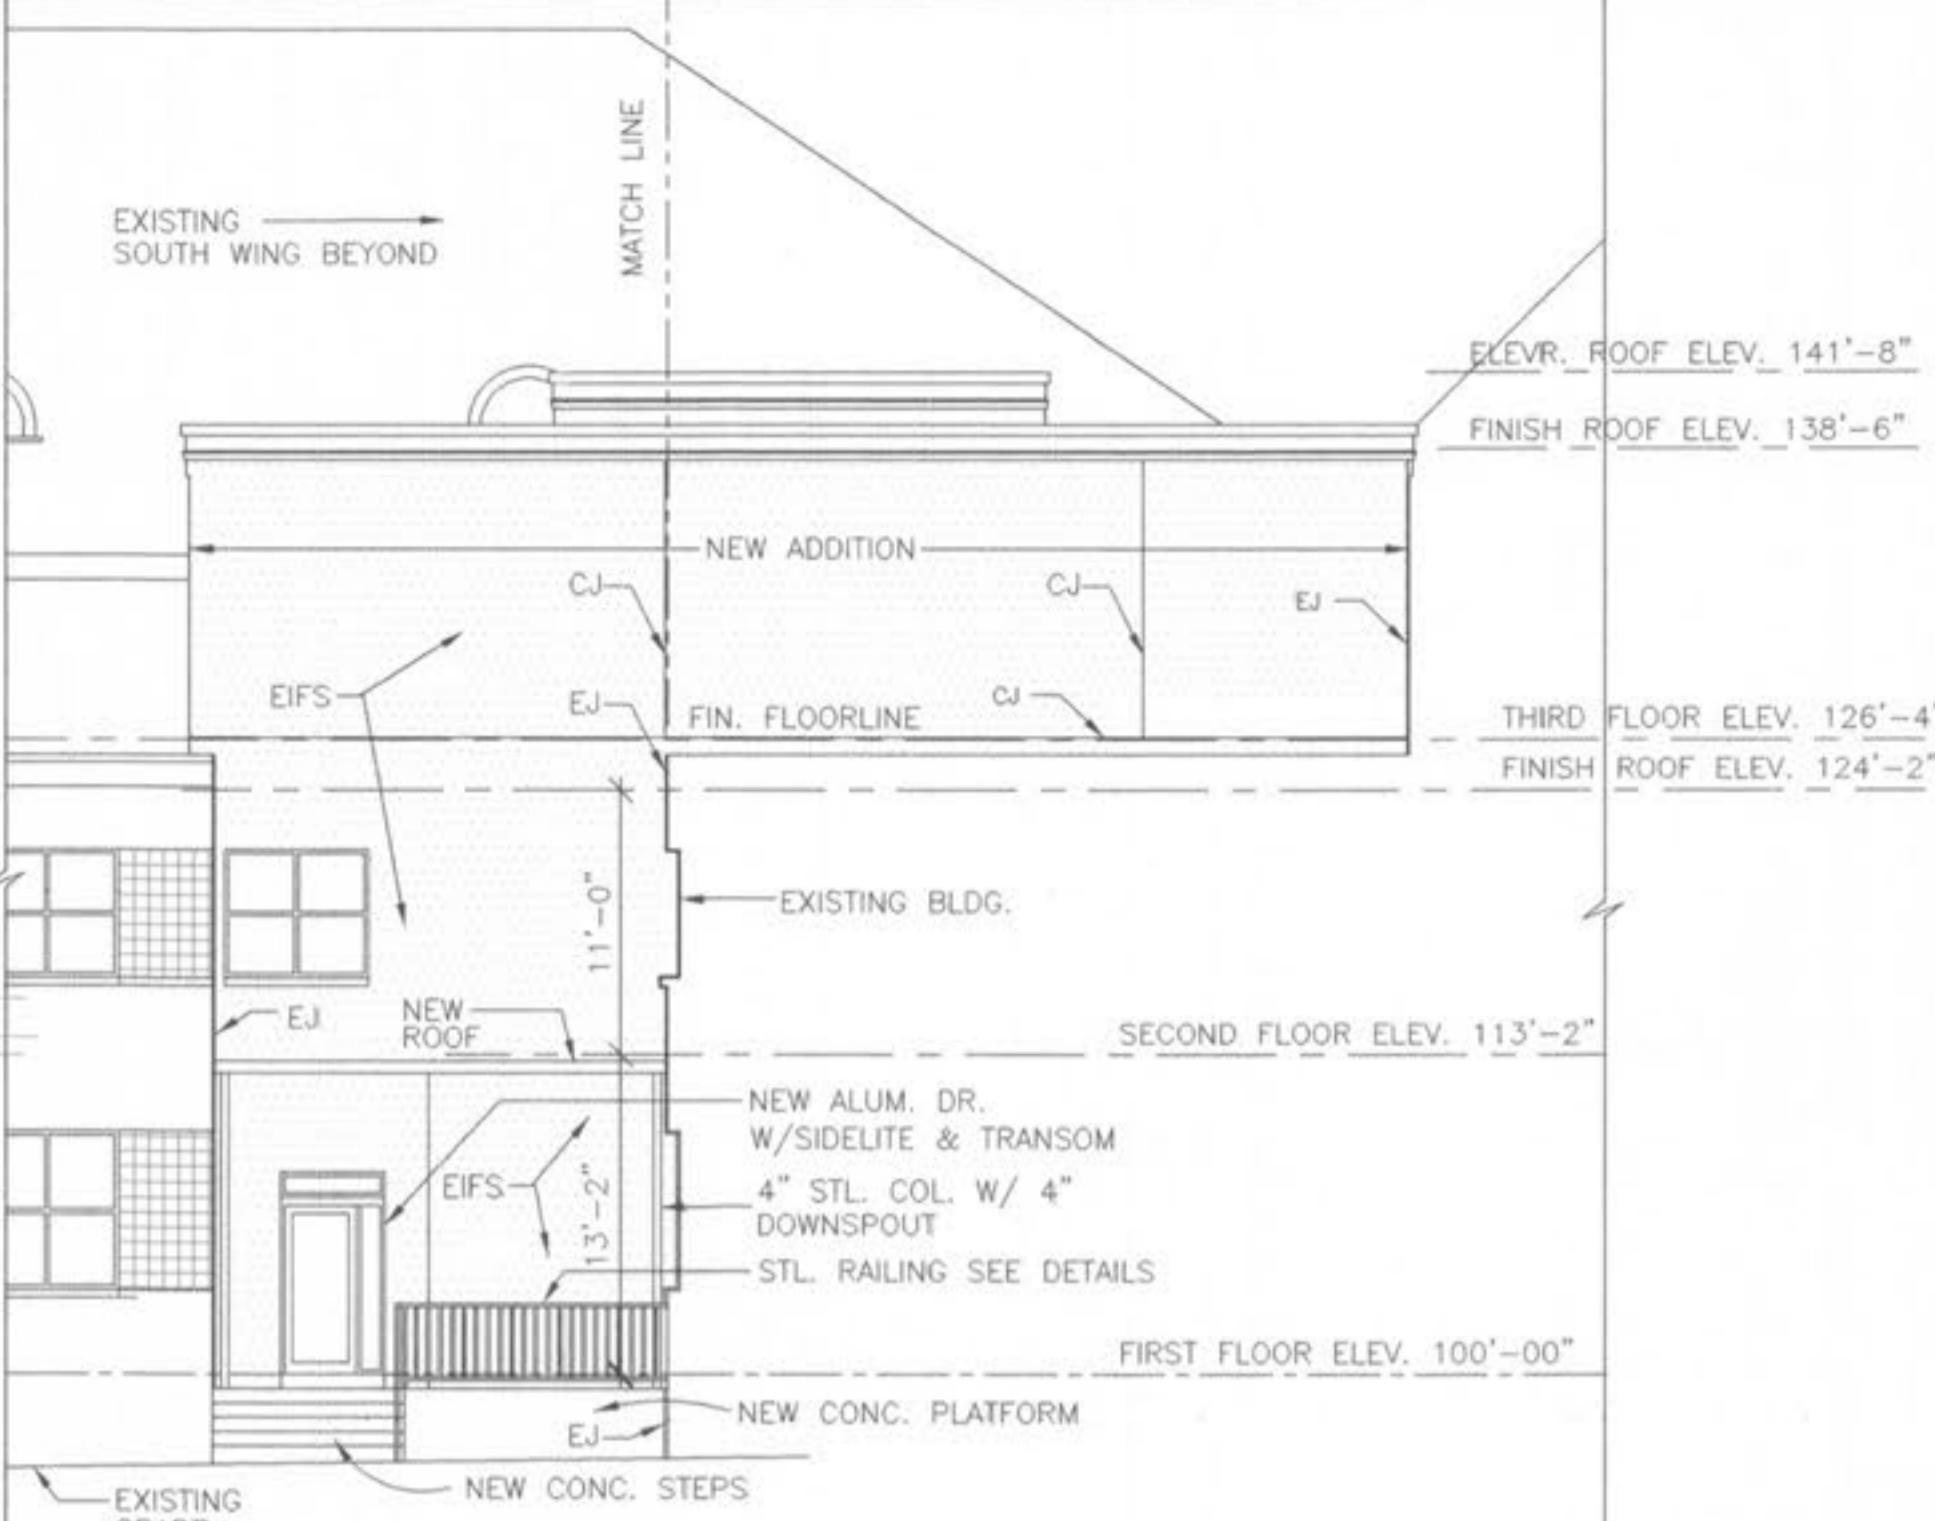 MATCH LINE
EXISTING
SOUTH WING BEYOND
ELEVR. ROOF ELEV. 141'-8"
FINISH ROOF ELEV. 138'-6"
NEW ADDITION
CJ
CJ
EJ
EIFS
EJ
FIN. FLOORLINE
CJ
THIRD FLOOR ELEV. 126'-4"
FINISH ROOF ELEV. 124'-2"
11'-0"
EXISTING BLDG.
EJ
NEW
ROOF
SECOND FLOOR ELEV. 113'-2"
NEW ALUM. DR.
W/SIDELITE & TRANSOM
EIFS
13'-2"
4" STL. COL. W/ 4"
DOWNSPOUT
STL. RAILING SEE DETAILS
FIRST FLOOR ELEV. 100'-00"
NEW CONC. PLATFORM
EJ
NEW CONC. STEPS
EXISTING